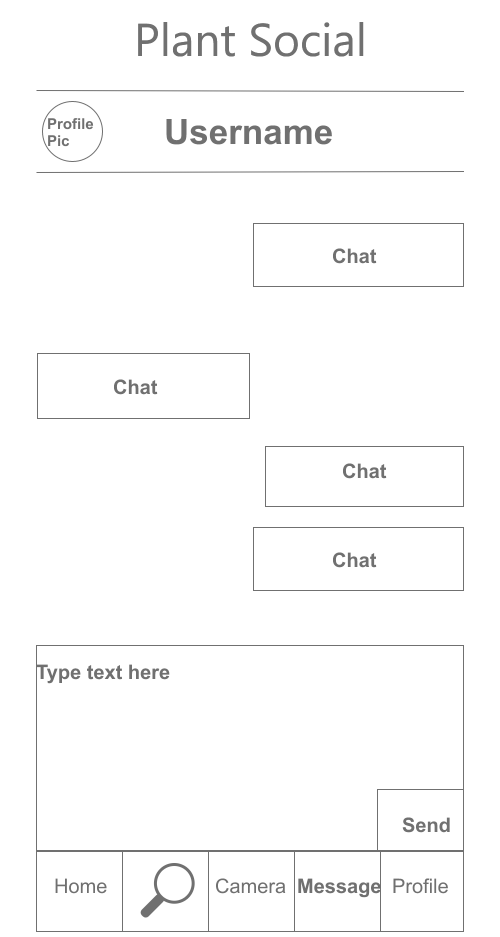 Plant Social
Profile
Pic
Username
Chat
Chat
Chat
Chat
Type text here
Send
Home
Camera
Message
Profile